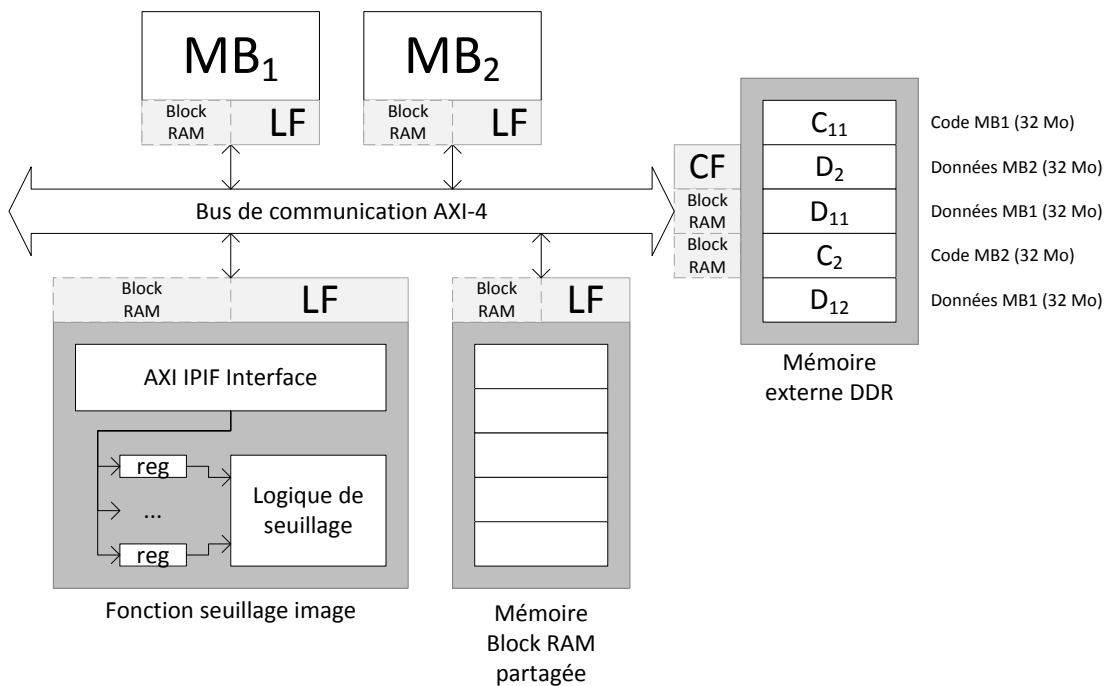 MB1
MB2
Block
RAM
LF
Block
RAM
LF
Bus de communication AXI-4
CF
Block
RAM
Block
RAM
C11
Code MB1 (32 Mo)
D2
Données MB2 (32 Mo)
D11
Données MB1 (32 Mo)
C2
Code MB2 (32 Mo)
D12
Données MB1 (32 Mo)
Mémoire
externe DDR
Block
RAM
LF
AXI IPIF Interface
reg
...
reg
Logique de
seuillage
Fonction seuillage image
Block
RAM
LF
Mémoire
Block RAM
partagée